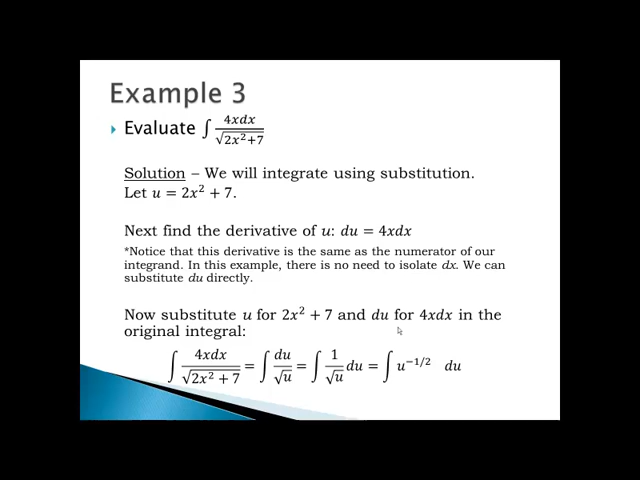 Example 3
Evaluate ∫ 4xdx/√(2x²+7)
Solution – We will integrate using substitution.
Let u = 2x² + 7.
Next find the derivative of u: du = 4xdx
*Notice that this derivative is the same as the numerator of our
integrand. In this example, there is no need to isolate dx. We can
substitute du directly.
Now substitute u for 2x² + 7 and du for 4xdx in the
original integral:
∫ 4xdx/√(2x² + 7) = ∫ du/√u = ∫ 1/√u du = ∫ u^(−1/2) du